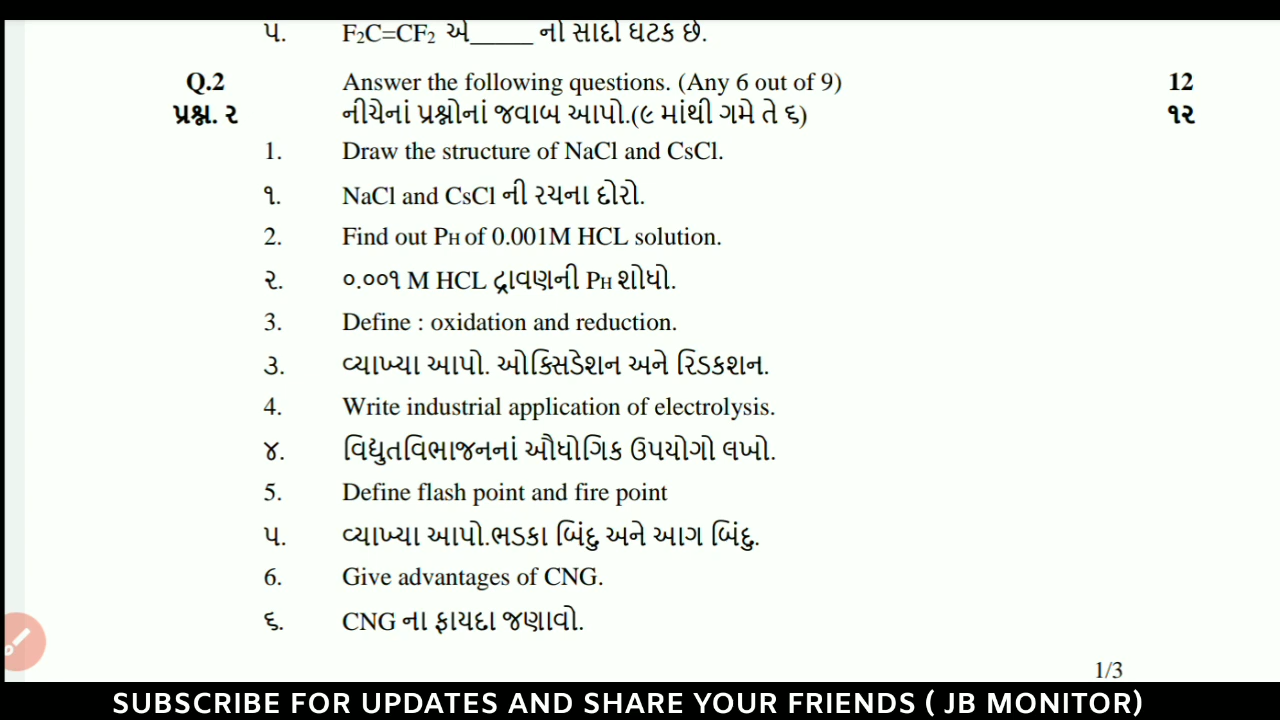 ૫. F₂C=CF₂ એ_____ નો સાદો ઘટક છે.
Q.2 Answer the following questions. (Any 6 out of 9) 12
પ્રશ્ન. ૨ નીચેનાં પ્રશ્નોનાં જવાબ આપો.(૯ માંથી ગમે તે ૬) ૧૨
1. Draw the structure of NaCl and CsCl.
૧. NaCl and CsCl ની રચના દોરો.
2. Find out PH of 0.001M HCL solution.
૨. ૦.૦૦૧ M HCL દ્રાવણની PH શોધો.
3. Define : oxidation and reduction.
૩. વ્યાખ્યા આપો. ઓક્સિડેશન અને રિડકશન.
4. Write industrial application of electrolysis.
૪. વિદ્યુતવિભાજનનાં ઔધોગિક ઉપયોગો લખો.
5. Define flash point and fire point
૫. વ્યાખ્યા આપો.ભડકા બિંદુ અને આગ બિંદુ.
6. Give advantages of CNG.
૬. CNG ના ફાયદા જણાવો.
1/3
SUBSCRIBE FOR UPDATES AND SHARE YOUR FRIENDS ( JB MONITOR)